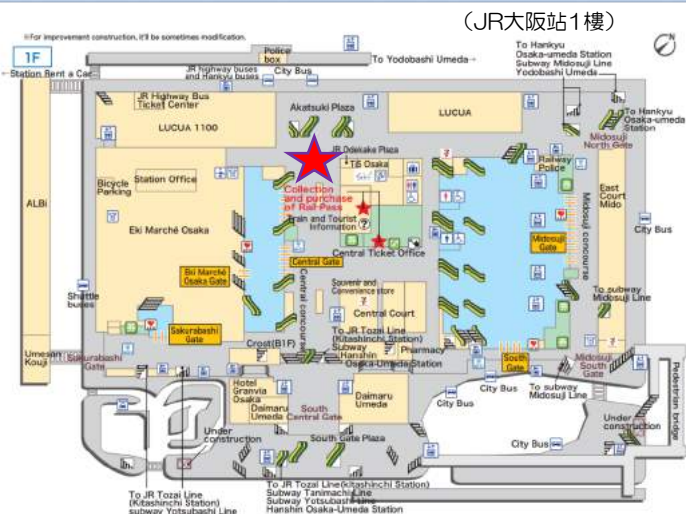 （JR大阪站1樓）
※For improvement construction, it'll be sometimes modification.
1F
←Station Rent a Car
Police
box
JR highway buses
and Hankyu buses
City Bus
To Yodobashi Umeda→
To Hankyu
Osaka-umeda Station
Subway Midosuji Line
Yodobashi Umeda
JR Highway Bus
Ticket Center
LUCUA 1100
Akatsuki Plaza
LUCUA
To Hankyu
Osaka-umeda
Station
Midosuji
North Gate
JR Odekake Plaza
TiS Osaka
Railway
Police
Station Office
Bicycle
Parking
ALBi
Eki Marché Osaka
Collection
and purchase
of Rail Pass
Train and Tourist
Information
?
Central Ticket Office
East
Court
Mido
Midosuji concourse
Midosuji
Gate
City Bus
Central Gate
Eki Marché
Osaka Gate
Central concourse
Souvenir and
Convenience store
Central Court
Shuttle
buses
To subway
Midosuji Line
Sakurabashi
Gate
To JR Tozai Line
(Kitashinchi Station)
Subway
Hanshin
Osaka-Umeda Station
Pharmacy
Crost(B1F)
Umesan
Kouji
Sakurabashi
Gate
South
Gate
Midosuji
South Gate
Hotel
Granvia
Osaka
Daimaru
Umeda
South
Central Gate
Daimaru
Umeda
City Bus
City Bus
To subway
Midosuji Line
Pedestrian bridge
Under
construction
South Gate Plaza
City Bus
Under
construction
To JR Tozai Line
(Kitashinchi Station)
subway Yotsubashi Line
To JR Tozai Line(kitashinchi Station)
Subway Tanimachi Line
Subway Yotsubashi Line
Hanshin Osaka-Umeda Station